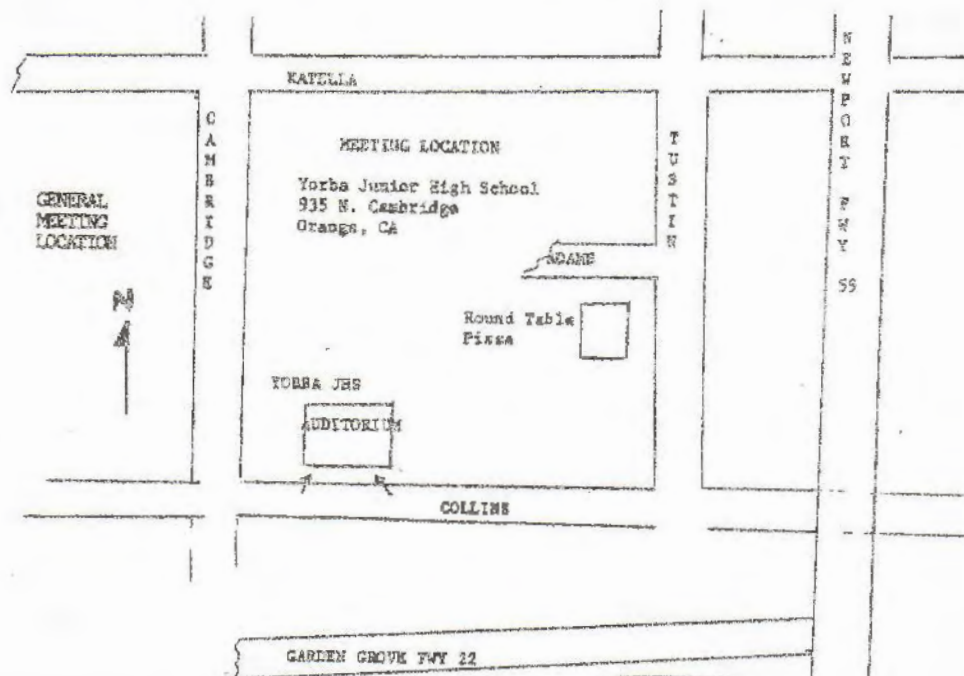 KATELLA
CAMBRIDGE
TUSTIN
NEWPORT FWY 55
MEETING LOCATION
Yorba Junior High School
935 N. Cambridge
Orange, CA
GENERAL
MEETING
LOCATION
N
ADAMS
Round Table
Pizza
YORBA JHS
AUDITORIUM
COLLINS
GARDEN GROVE FWY 22